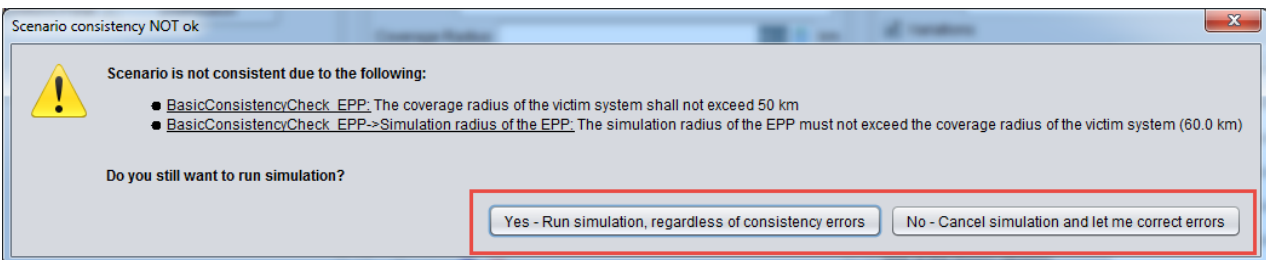 Scenario consistency NOT ok
Coverage Radius
km
Scenario is not consistent due to the following:
● BasicConsistencyCheck_EPP: The coverage radius of the victim system shall not exceed 50 km
● BasicConsistencyCheck_EPP->Simulation radius of the EPP: The simulation radius of the EPP must not exceed the coverage radius of the victim system (60.0 km)
Do you still want to run simulation?
Yes - Run simulation, regardless of consistency errors
No - Cancel simulation and let me correct errors